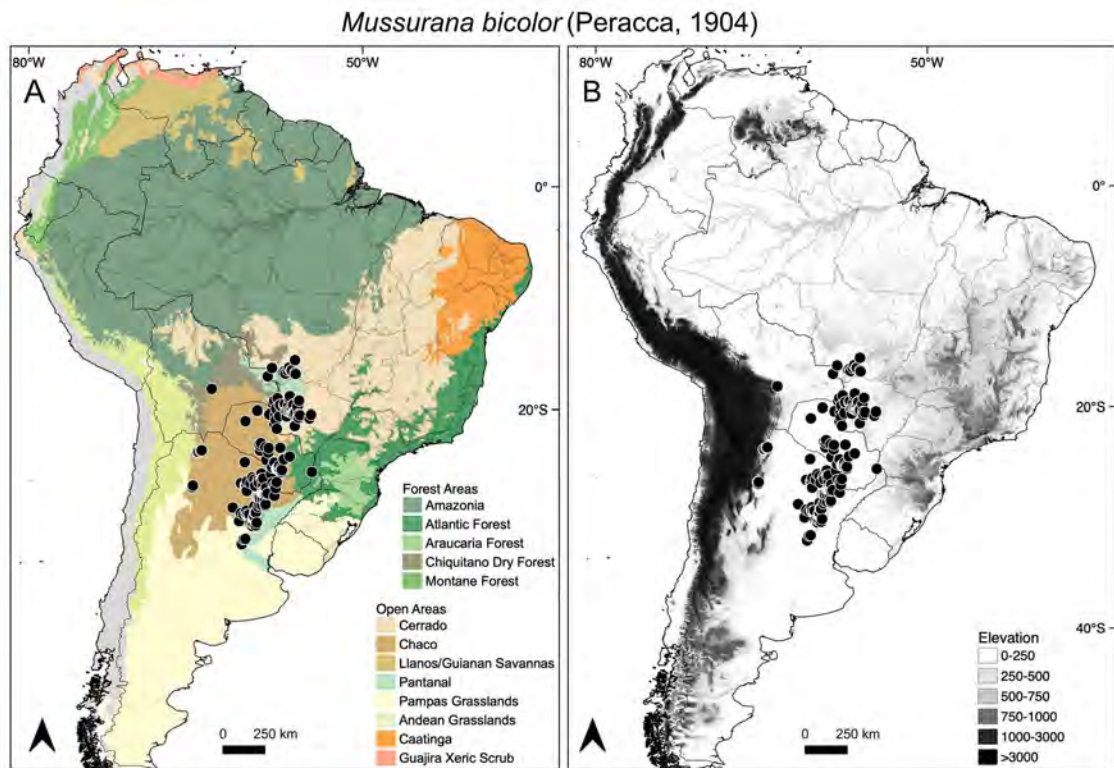 Mussurana bicolor (Peracca, 1904)
80°W
50°W
A
0°
20°S
Forest Areas
Amazonia
Atlantic Forest
Araucaria Forest
Chiquitano Dry Forest
Montane Forest
Open Areas
Cerrado
Chaco
Llanos/Guianan Savannas
Pantanal
Pampas Grasslands
Andean Grasslands
Caatinga
Guajira Xeric Scrub
0 250 km
80°W
50°W
B
0°
20°S
40°S
Elevation
0-250
250-500
500-750
750-1000
1000-3000
>3000
0 250 km